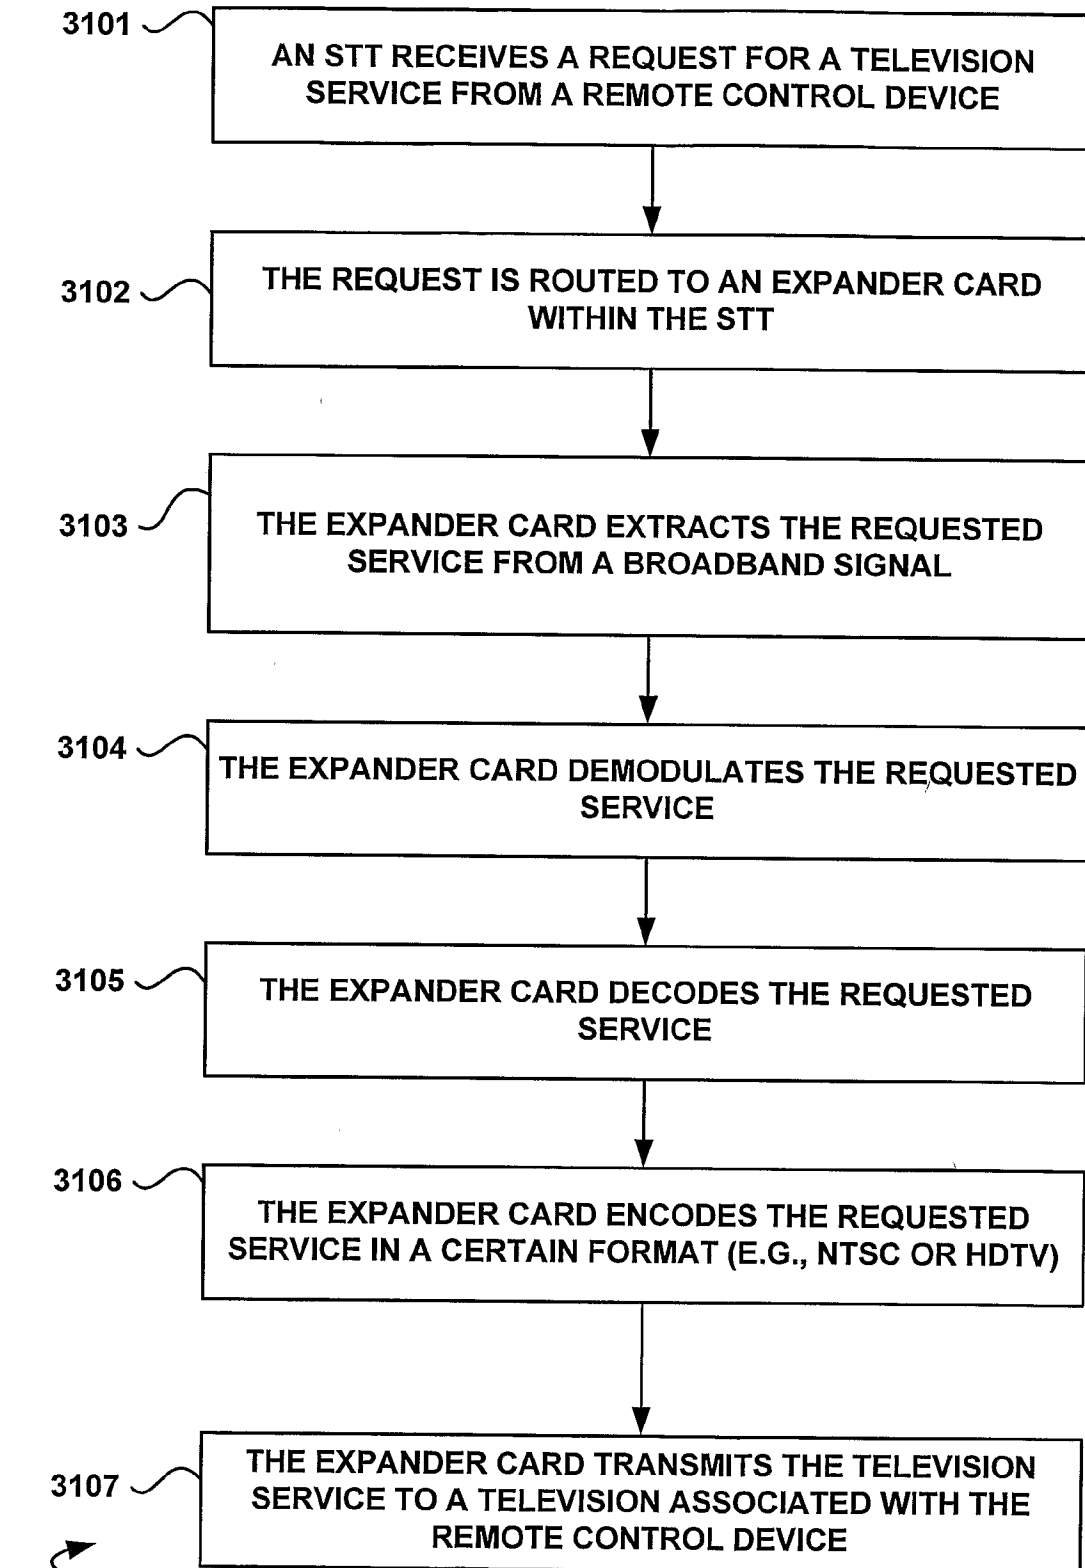 3101
AN STT RECEIVES A REQUEST FOR A TELEVISION
SERVICE FROM A REMOTE CONTROL DEVICE
3102
THE REQUEST IS ROUTED TO AN EXPANDER CARD
WITHIN THE STT
3103
THE EXPANDER CARD EXTRACTS THE REQUESTED
SERVICE FROM A BROADBAND SIGNAL
3104
THE EXPANDER CARD DEMODULATES THE REQUESTED
SERVICE
3105
THE EXPANDER CARD DECODES THE REQUESTED
SERVICE
3106
THE EXPANDER CARD ENCODES THE REQUESTED
SERVICE IN A CERTAIN FORMAT (E.G., NTSC OR HDTV)
3107
THE EXPANDER CARD TRANSMITS THE TELEVISION
SERVICE TO A TELEVISION ASSOCIATED WITH THE
REMOTE CONTROL DEVICE